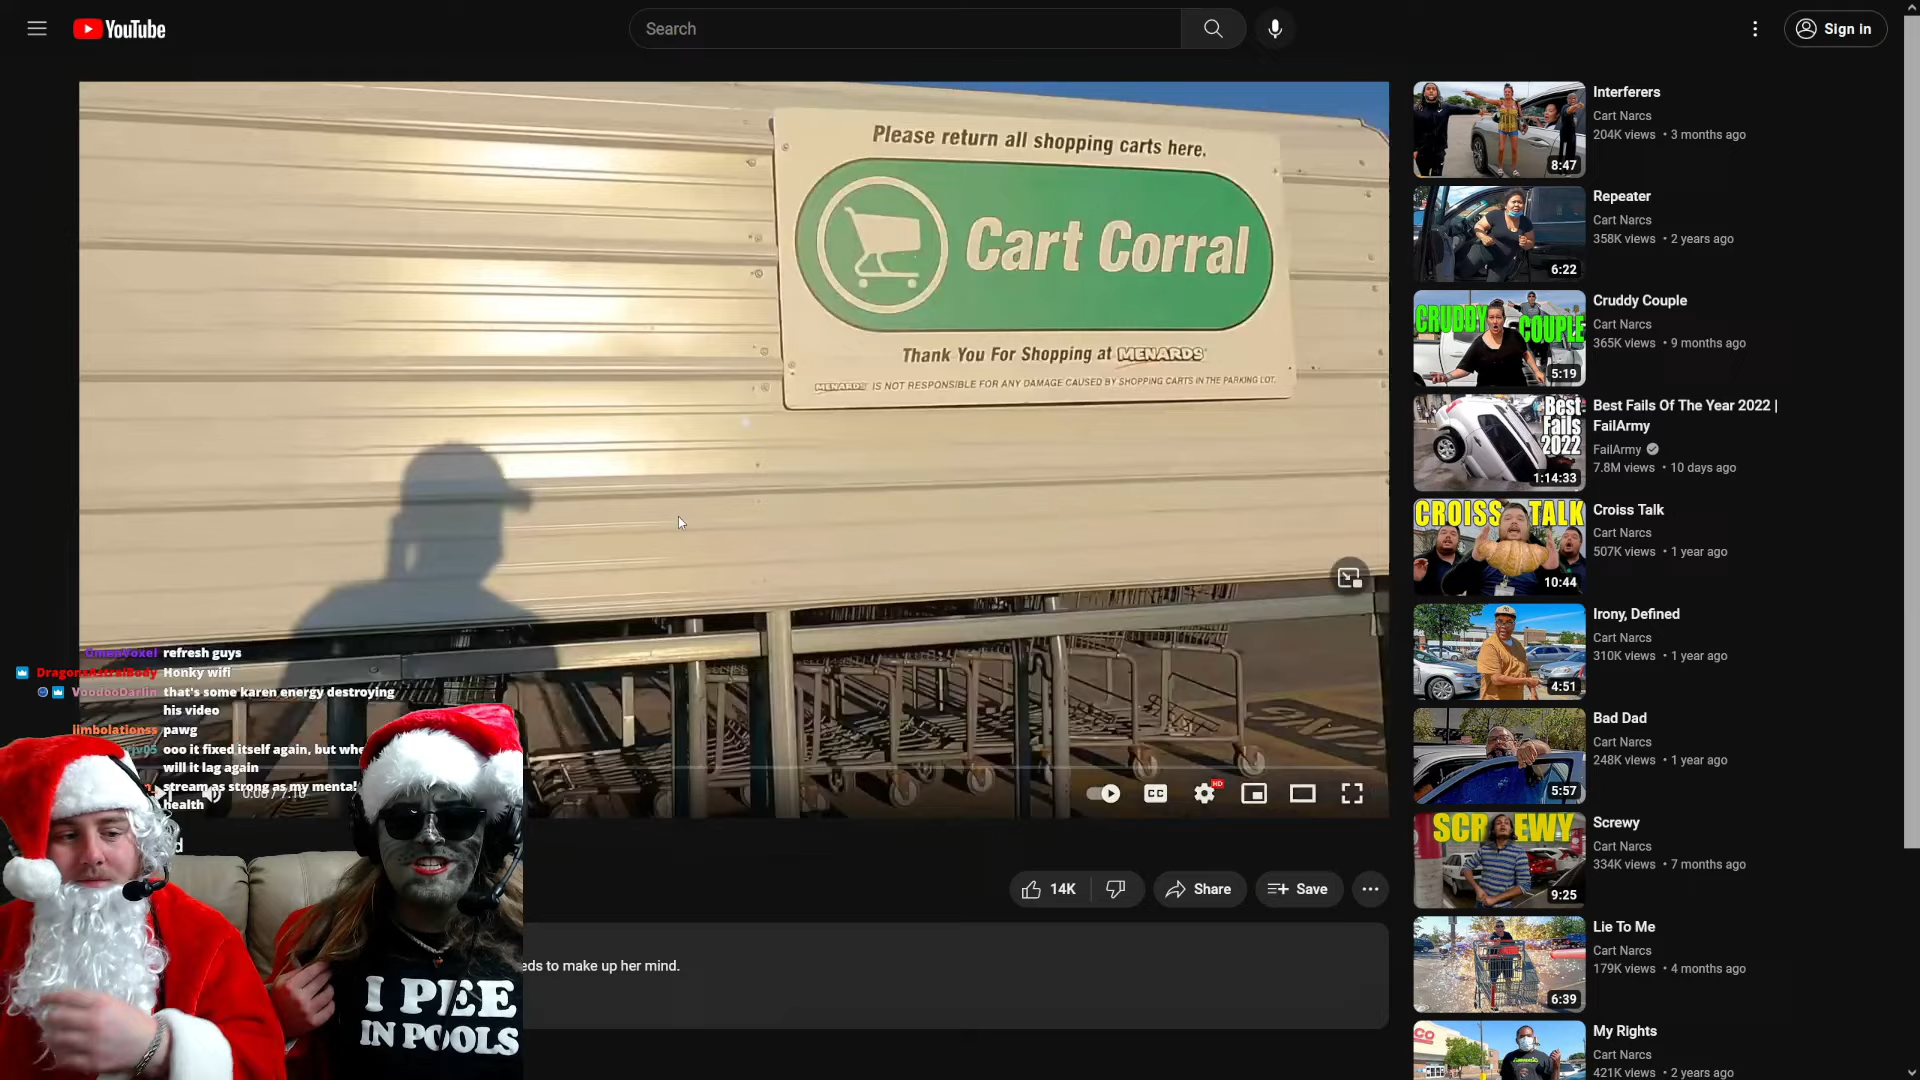 YouTube
Search
Sign in
Please return all shopping carts here.
Cart Corral
Thank You For Shopping at MENARDS
MENARDS IS NOT RESPONSIBLE FOR ANY DAMAGE CAUSED BY SHOPPING CARTS IN THE PARKING LOT.
refresh guys
DragonsAstralBody Honky wifi
VoodooDarlin that's some karen energy destroying
his video
pawg
ooo it fixed itself again, but whe
will it lag again
stream as strong as my mental
health
CC
HD
14K
Share
Save
eds to make up her mind.
I PEE
IN POOLS
8:47
Interferers
Cart Narcs
204K views • 3 months ago
6:22
Repeater
Cart Narcs
358K views • 2 years ago
CRUDDY COUPLE
5:19
Cruddy Couple
Cart Narcs
365K views • 9 months ago
Best
Fails
Of The Year
2022
1:14:33
Best Fails Of The Year 2022 |
FailArmy
FailArmy
7.8M views • 10 days ago
CROISS TALK
10:44
Croiss Talk
Cart Narcs
507K views • 1 year ago
4:51
Irony, Defined
Cart Narcs
310K views • 1 year ago
5:57
Bad Dad
Cart Narcs
248K views • 1 year ago
SCREWY
9:25
Screwy
Cart Narcs
334K views • 7 months ago
6:39
Lie To Me
Cart Narcs
179K views • 4 months ago
My Rights
Cart Narcs
421K views • 2 years ago